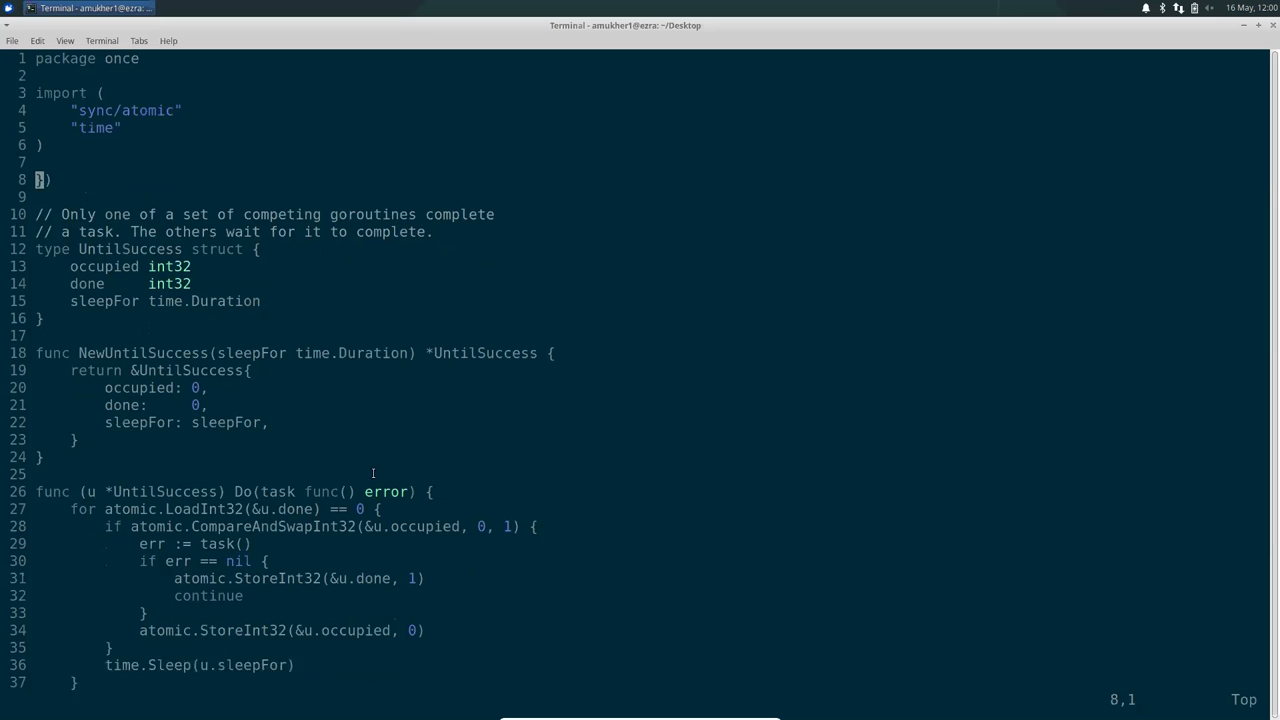 Terminal - amukher1@ezra: ...
16 May, 12:00
Terminal - amukher1@ezra: ~/Desktop
File Edit View Terminal Tabs Help
1 package once
2
3 import (
4     "sync/atomic"
5     "time"
6 )
7
8 })
9
10 // Only one of a set of competing goroutines complete
11 // a task. The others wait for it to complete.
12 type UntilSuccess struct {
13     occupied int32
14     done     int32
15     sleepFor time.Duration
16 }
17
18 func NewUntilSuccess(sleepFor time.Duration) *UntilSuccess {
19     return &UntilSuccess{
20         occupied: 0,
21         done:     0,
22         sleepFor: sleepFor,
23     }
24 }
25
26 func (u *UntilSuccess) Do(task func() error) {
27     for atomic.LoadInt32(&u.done) == 0 {
28         if atomic.CompareAndSwapInt32(&u.occupied, 0, 1) {
29             err := task()
30             if err == nil {
31                 atomic.StoreInt32(&u.done, 1)
32                 continue
33             }
34             atomic.StoreInt32(&u.occupied, 0)
35         }
36         time.Sleep(u.sleepFor)
37     }
8,1 Top